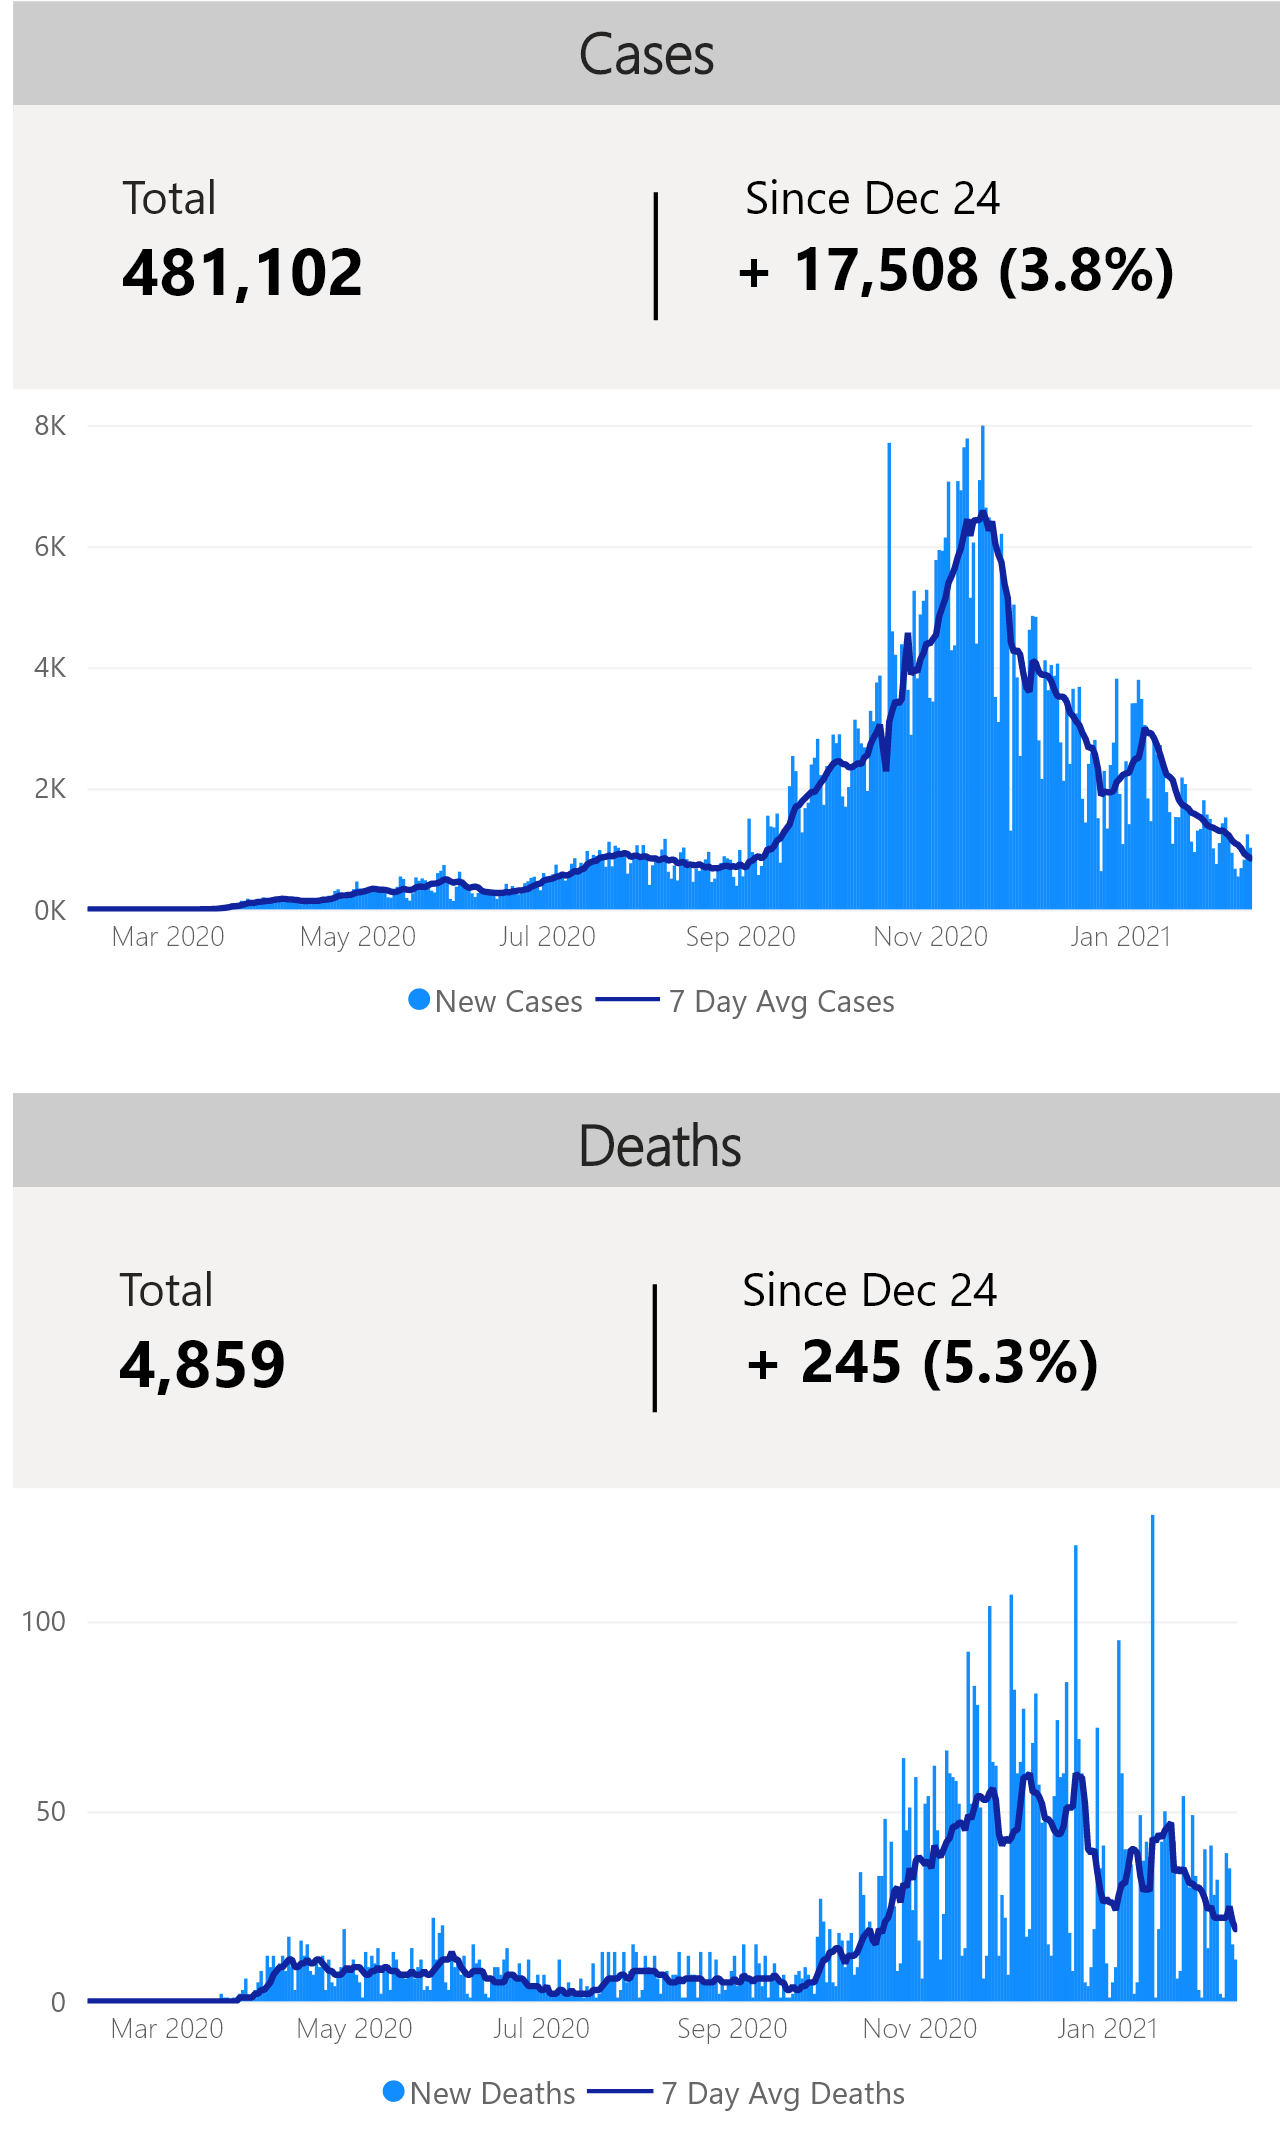 Cases
Total
Since Dec 24
481,102
+ 17,508 (3.8%)
8K
6K
4K
2K
0K
Mar 2020
May 2020
Jul 2020
Sep 2020
Nov 2020
Jan 2021
New Cases
7 Day Avg Cases
Deaths
Total
Since Dec 24
4,859
+ 245 (5.3%)
100
50
0
Mar 2020
May 2020
Jul 2020
Sep 2020
Nov 2020
Jan 2021
New Deaths
7 Day Avg Deaths